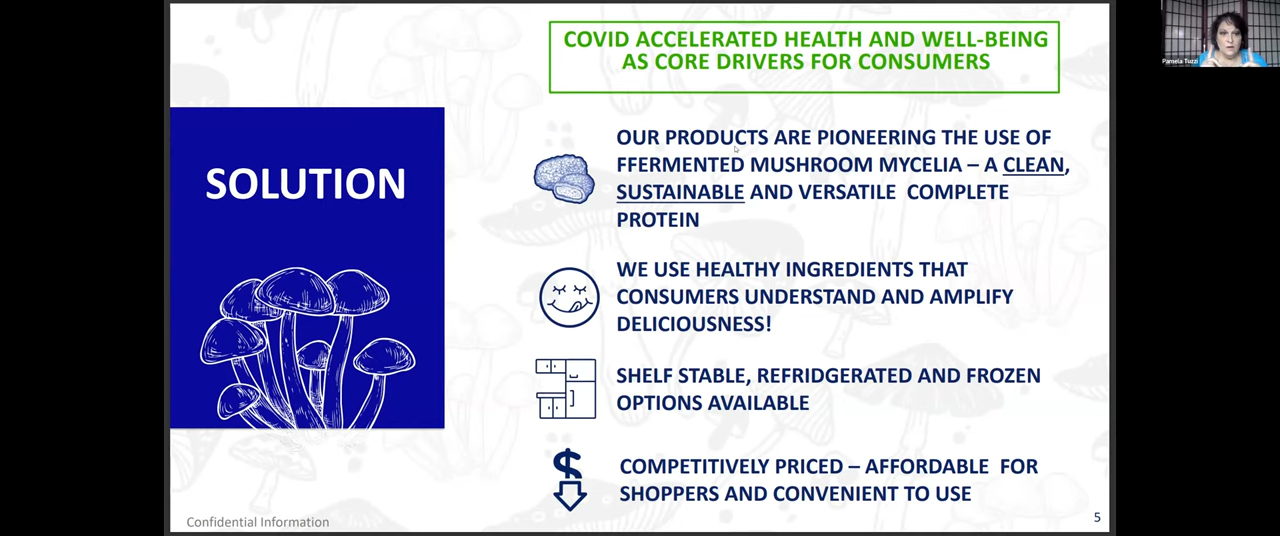 COVID ACCELERATED HEALTH AND WELL-BEING
AS CORE DRIVERS FOR CONSUMERS
Pamela Tuzzi
SOLUTION
OUR PRODUCTS ARE PIONEERING THE USE OF
FFERMENTED MUSHROOM MYCELIA – A CLEAN,
SUSTAINABLE AND VERSATILE COMPLETE
PROTEIN
WE USE HEALTHY INGREDIENTS THAT
CONSUMERS UNDERSTAND AND AMPLIFY
DELICIOUSNESS!
SHELF STABLE, REFRIDGERATED AND FROZEN
OPTIONS AVAILABLE
$
COMPETITIVELY PRICED – AFFORDABLE FOR
SHOPPERS AND CONVENIENT TO USE
Confidential Information
5